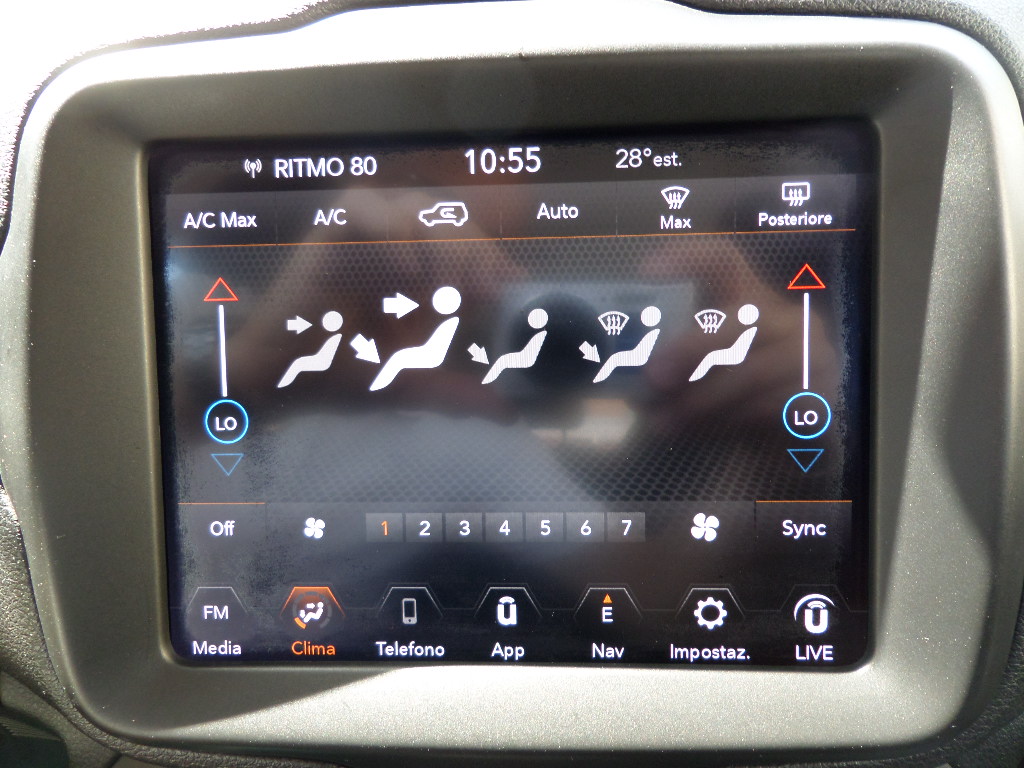 RITMO 80 10:55 28°est.
A/C Max A/C Auto Max Posteriore
LO LO
Off 1 2 3 4 5 6 7 Sync
FM E
Media Clima Telefono App Nav Impostaz. LIVE